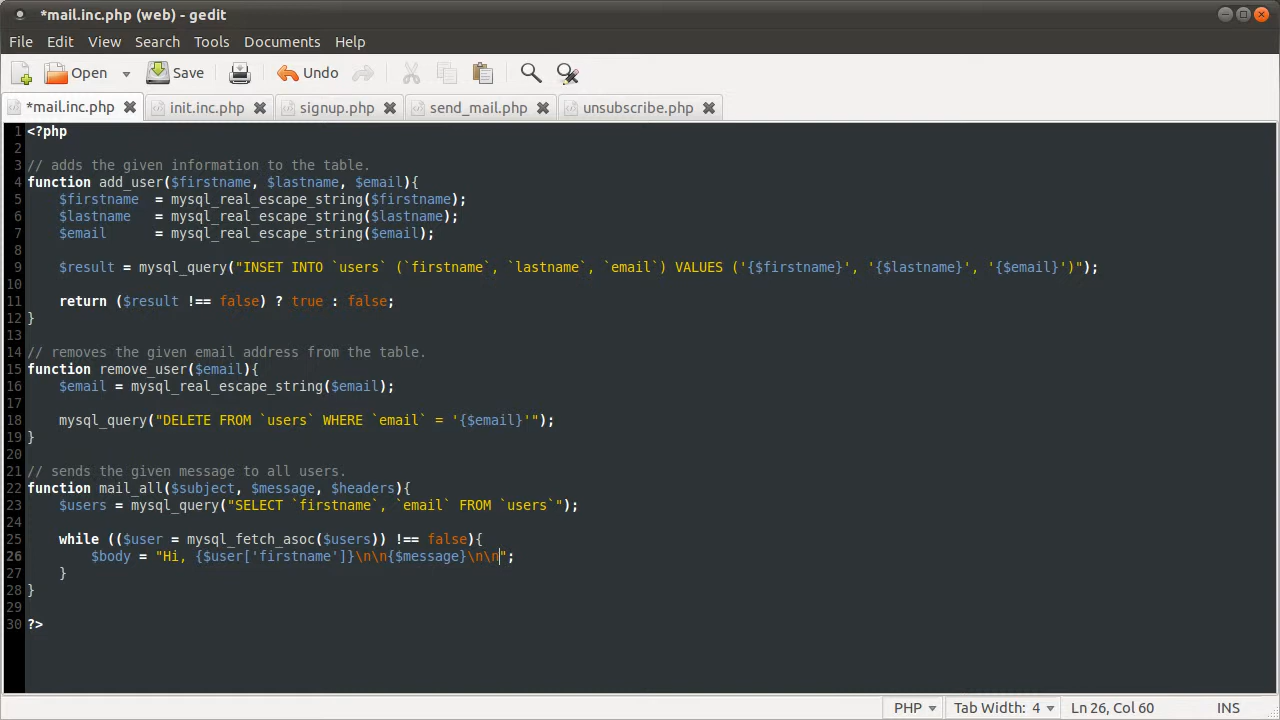 *mail.inc.php (web) - gedit
File Edit View Search Tools Documents Help
Open Save Undo
*mail.inc.php init.inc.php signup.php send_mail.php unsubscribe.php
1 <?php
2
3 // adds the given information to the table.
4 function add_user($firstname, $lastname, $email){
5     $firstname  = mysql_real_escape_string($firstname);
6     $lastname   = mysql_real_escape_string($lastname);
7     $email      = mysql_real_escape_string($email);
8
9     $result = mysql_query("INSET INTO `users` (`firstname`, `lastname`, `email`) VALUES ('{$firstname}', '{$lastname}', '{$email}')");
10
11     return ($result !== false) ? true : false;
12 }
13
14 // removes the given email address from the table.
15 function remove_user($email){
16     $email = mysql_real_escape_string($email);
17
18     mysql_query("DELETE FROM `users` WHERE `email` = '{$email}'");
19 }
20
21 // sends the given message to all users.
22 function mail_all($subject, $message, $headers){
23     $users = mysql_query("SELECT `firstname`, `email` FROM `users`");
24
25     while (($user = mysql_fetch_asoc($users)) !== false){
26         $body = "Hi, {$user['firstname']}\n\n{$message}\n\n";
27     }
28 }
29
30 ?>
PHP Tab Width: 4 Ln 26, Col 60 INS